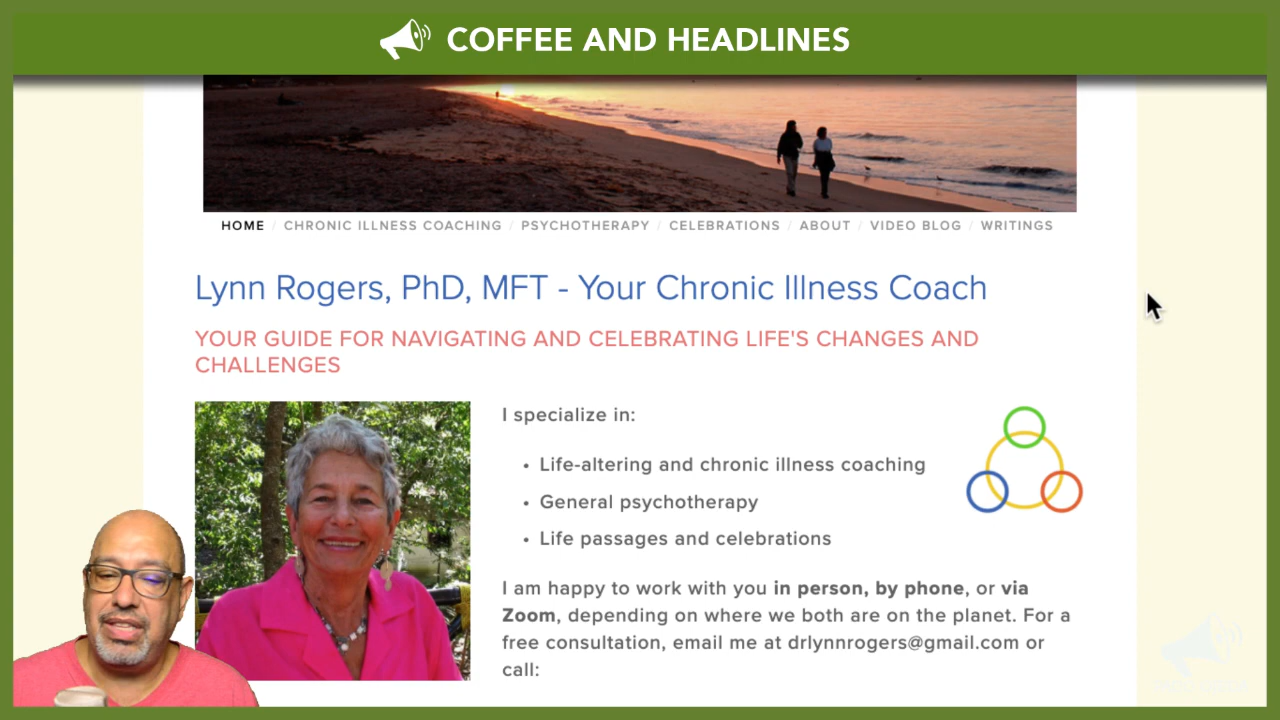 COFFEE AND HEADLINES
HOME / CHRONIC ILLNESS COACHING / PSYCHOTHERAPY / CELEBRATIONS / ABOUT / VIDEO BLOG / WRITINGS
Lynn Rogers, PhD, MFT - Your Chronic Illness Coach
YOUR GUIDE FOR NAVIGATING AND CELEBRATING LIFE'S CHANGES AND
CHALLENGES
I specialize in:
• Life-altering and chronic illness coaching
• General psychotherapy
• Life passages and celebrations
I am happy to work with you in person, by phone, or via
Zoom, depending on where we both are on the planet. For a
free consultation, email me at drlynnrogers@gmail.com or
call: